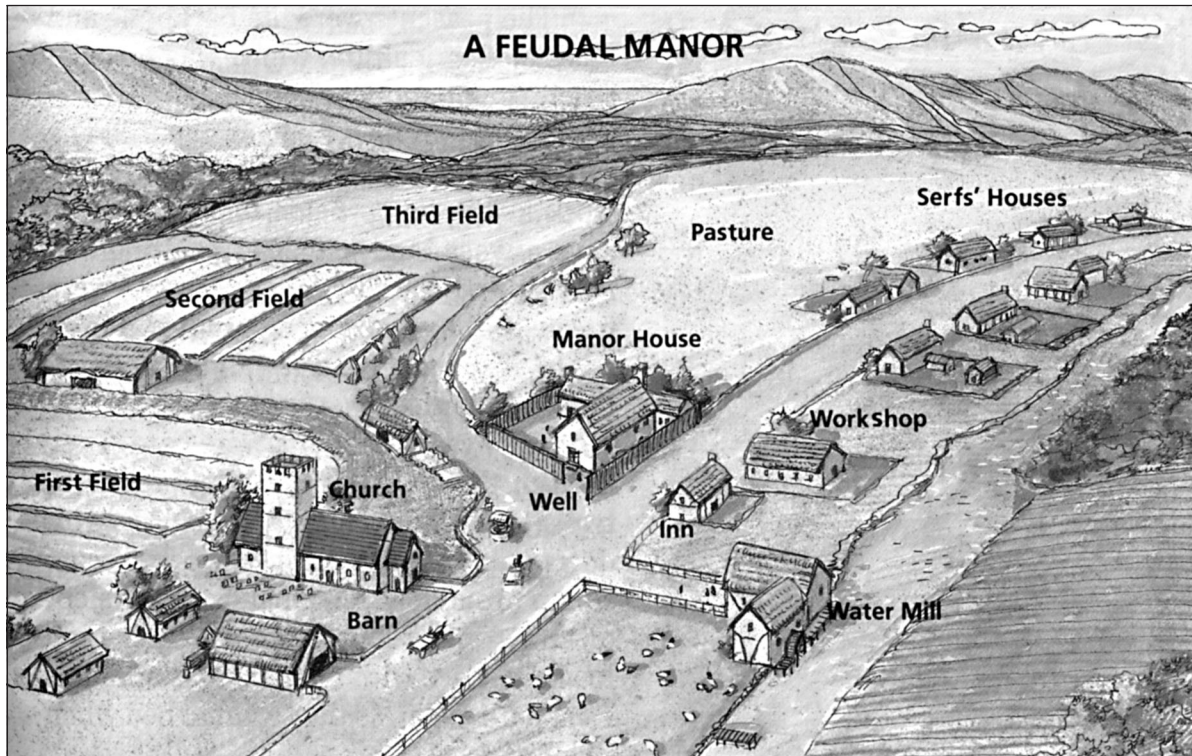 A FEUDAL MANOR
Serfs' Houses
Third Field
Pasture
Second Field
Manor House
Workshop
First Field
Church
Well
Inn
Barn
Water Mill